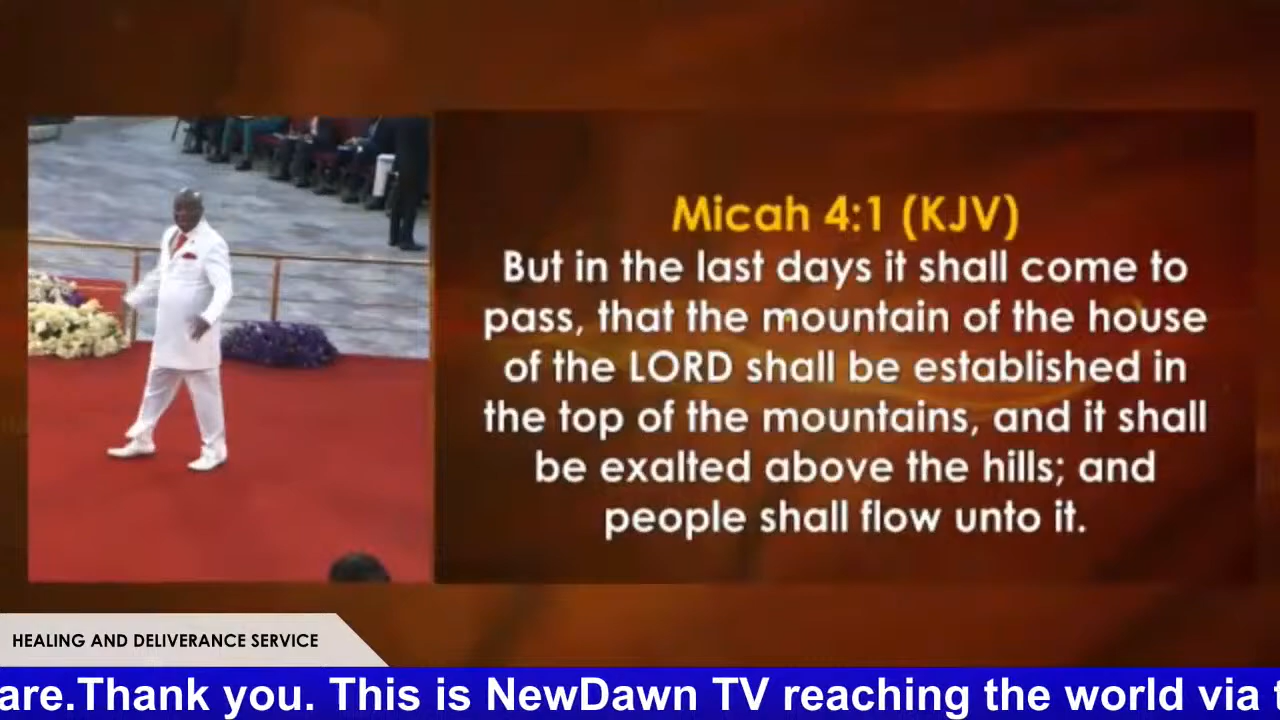 Micah 4:1 (KJV)
But in the last days it shall come to
pass, that the mountain of the house
of the LORD shall be established in
the top of the mountains, and it shall
be exalted above the hills; and
people shall flow unto it.
HEALING AND DELIVERANCE SERVICE
are.Thank you. This is NewDawn TV reaching the world via t